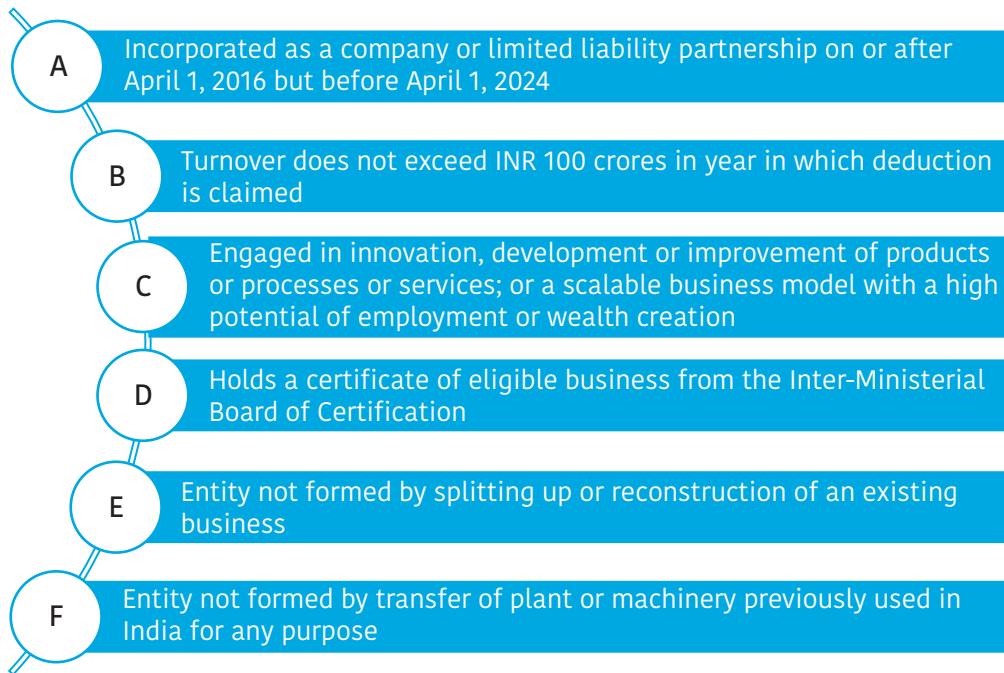 A
Incorporated as a company or limited liability partnership on or after
April 1, 2016 but before April 1, 2024
B
Turnover does not exceed INR 100 crores in year in which deduction
is claimed
C
Engaged in innovation, development or improvement of products
or processes or services; or a scalable business model with a high
potential of employment or wealth creation
D
Holds a certificate of eligible business from the Inter-Ministerial
Board of Certification
E
Entity not formed by splitting up or reconstruction of an existing
business
F
Entity not formed by transfer of plant or machinery previously used in
India for any purpose